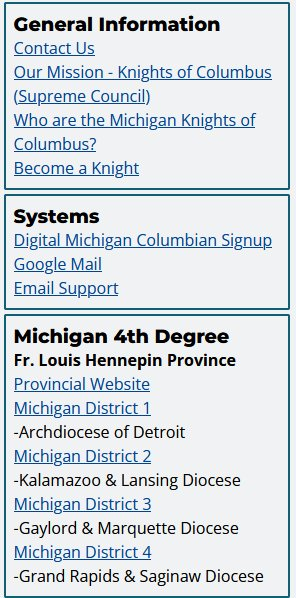 General Information
Contact Us
Our Mission - Knights of Columbus
(Supreme Council)
Who are the Michigan Knights of
Columbus?
Become a Knight
Systems
Digital Michigan Columbian Signup
Google Mail
Email Support
Michigan 4th Degree
Fr. Louis Hennepin Province
Provincial Website
Michigan District 1
-Archdiocese of Detroit
Michigan District 2
-Kalamazoo & Lansing Diocese
Michigan District 3
-Gaylord & Marquette Diocese
Michigan District 4
-Grand Rapids & Saginaw Diocese